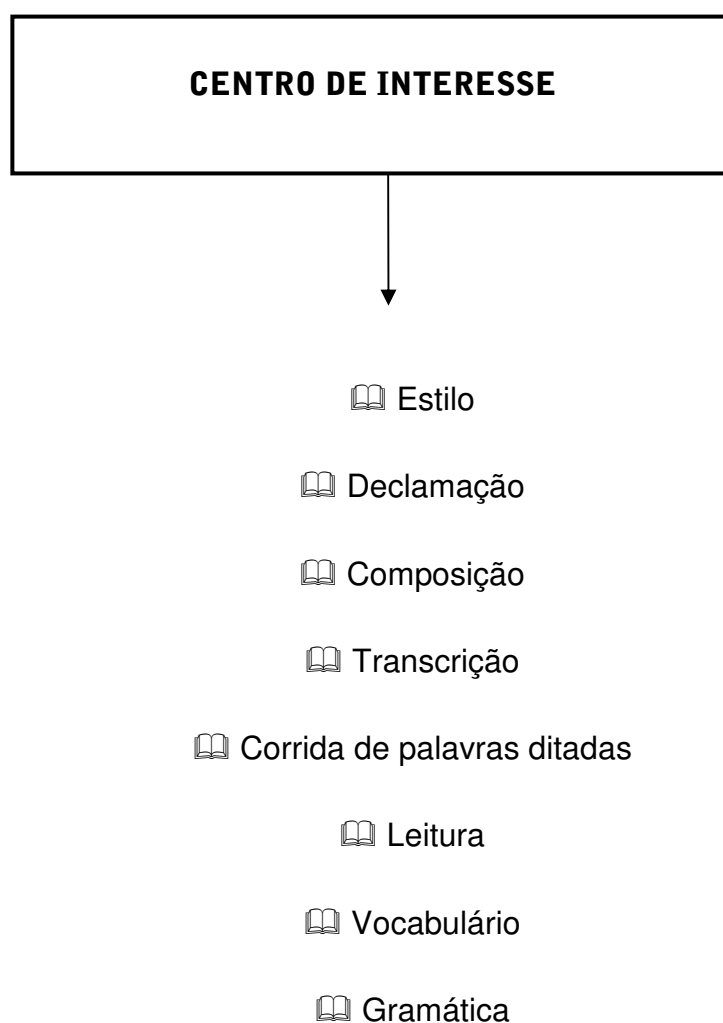 CENTRO DE INTERESSE
🕮 Estilo
🕮 Declamação
🕮 Composição
🕮 Transcrição
🕮 Corrida de palavras ditadas
🕮 Leitura
🕮 Vocabulário
🕮 Gramática